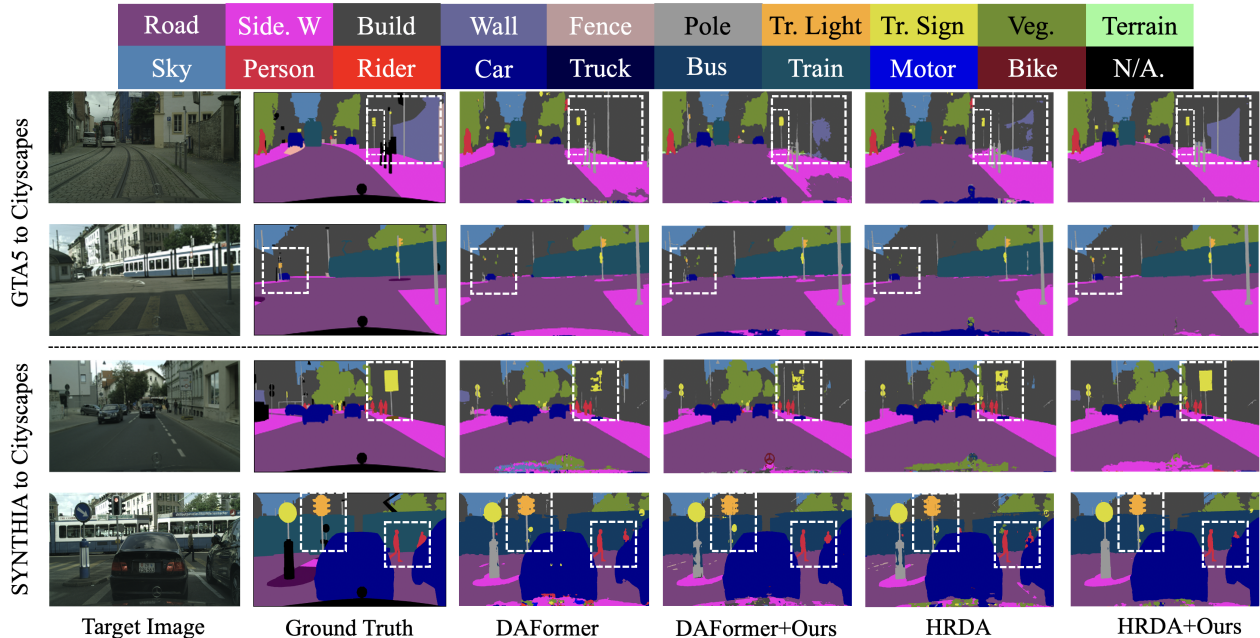 Road Side. W Build Wall Fence Pole Tr. Light Tr. Sign Veg. Terrain
Sky Person Rider Car Truck Bus Train Motor Bike N/A.
GTA5 to Cityscapes
SYNTHIA to Cityscapes
Target Image Ground Truth DAFormer DAFormer+Ours HRDA HRDA+Ours